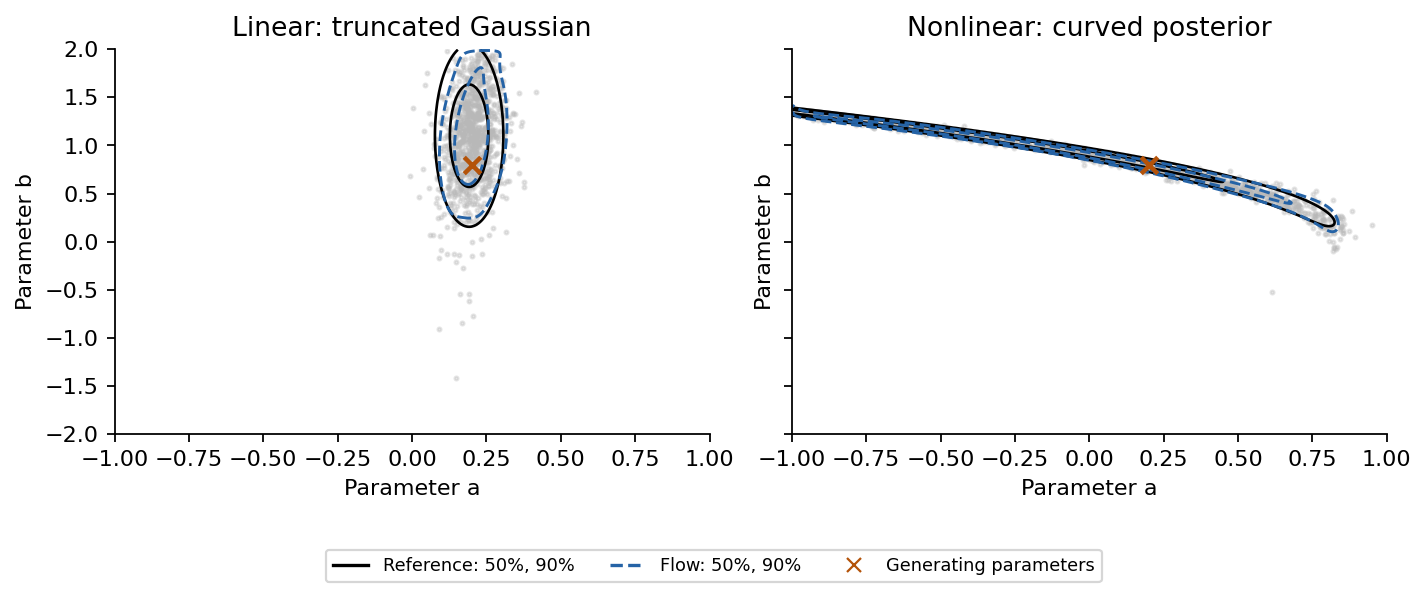 Linear: truncated Gaussian
Nonlinear: curved posterior
2.0
1.5
1.0
0.5
0.0
−0.5
−1.0
−1.5
−2.0
Parameter b
Parameter b
−1.00 −0.75 −0.50 −0.25 0.00 0.25 0.50 0.75 1.00
−1.00 −0.75 −0.50 −0.25 0.00 0.25 0.50 0.75 1.00
Parameter a
Parameter a
Reference: 50%, 90%
Flow: 50%, 90%
Generating parameters